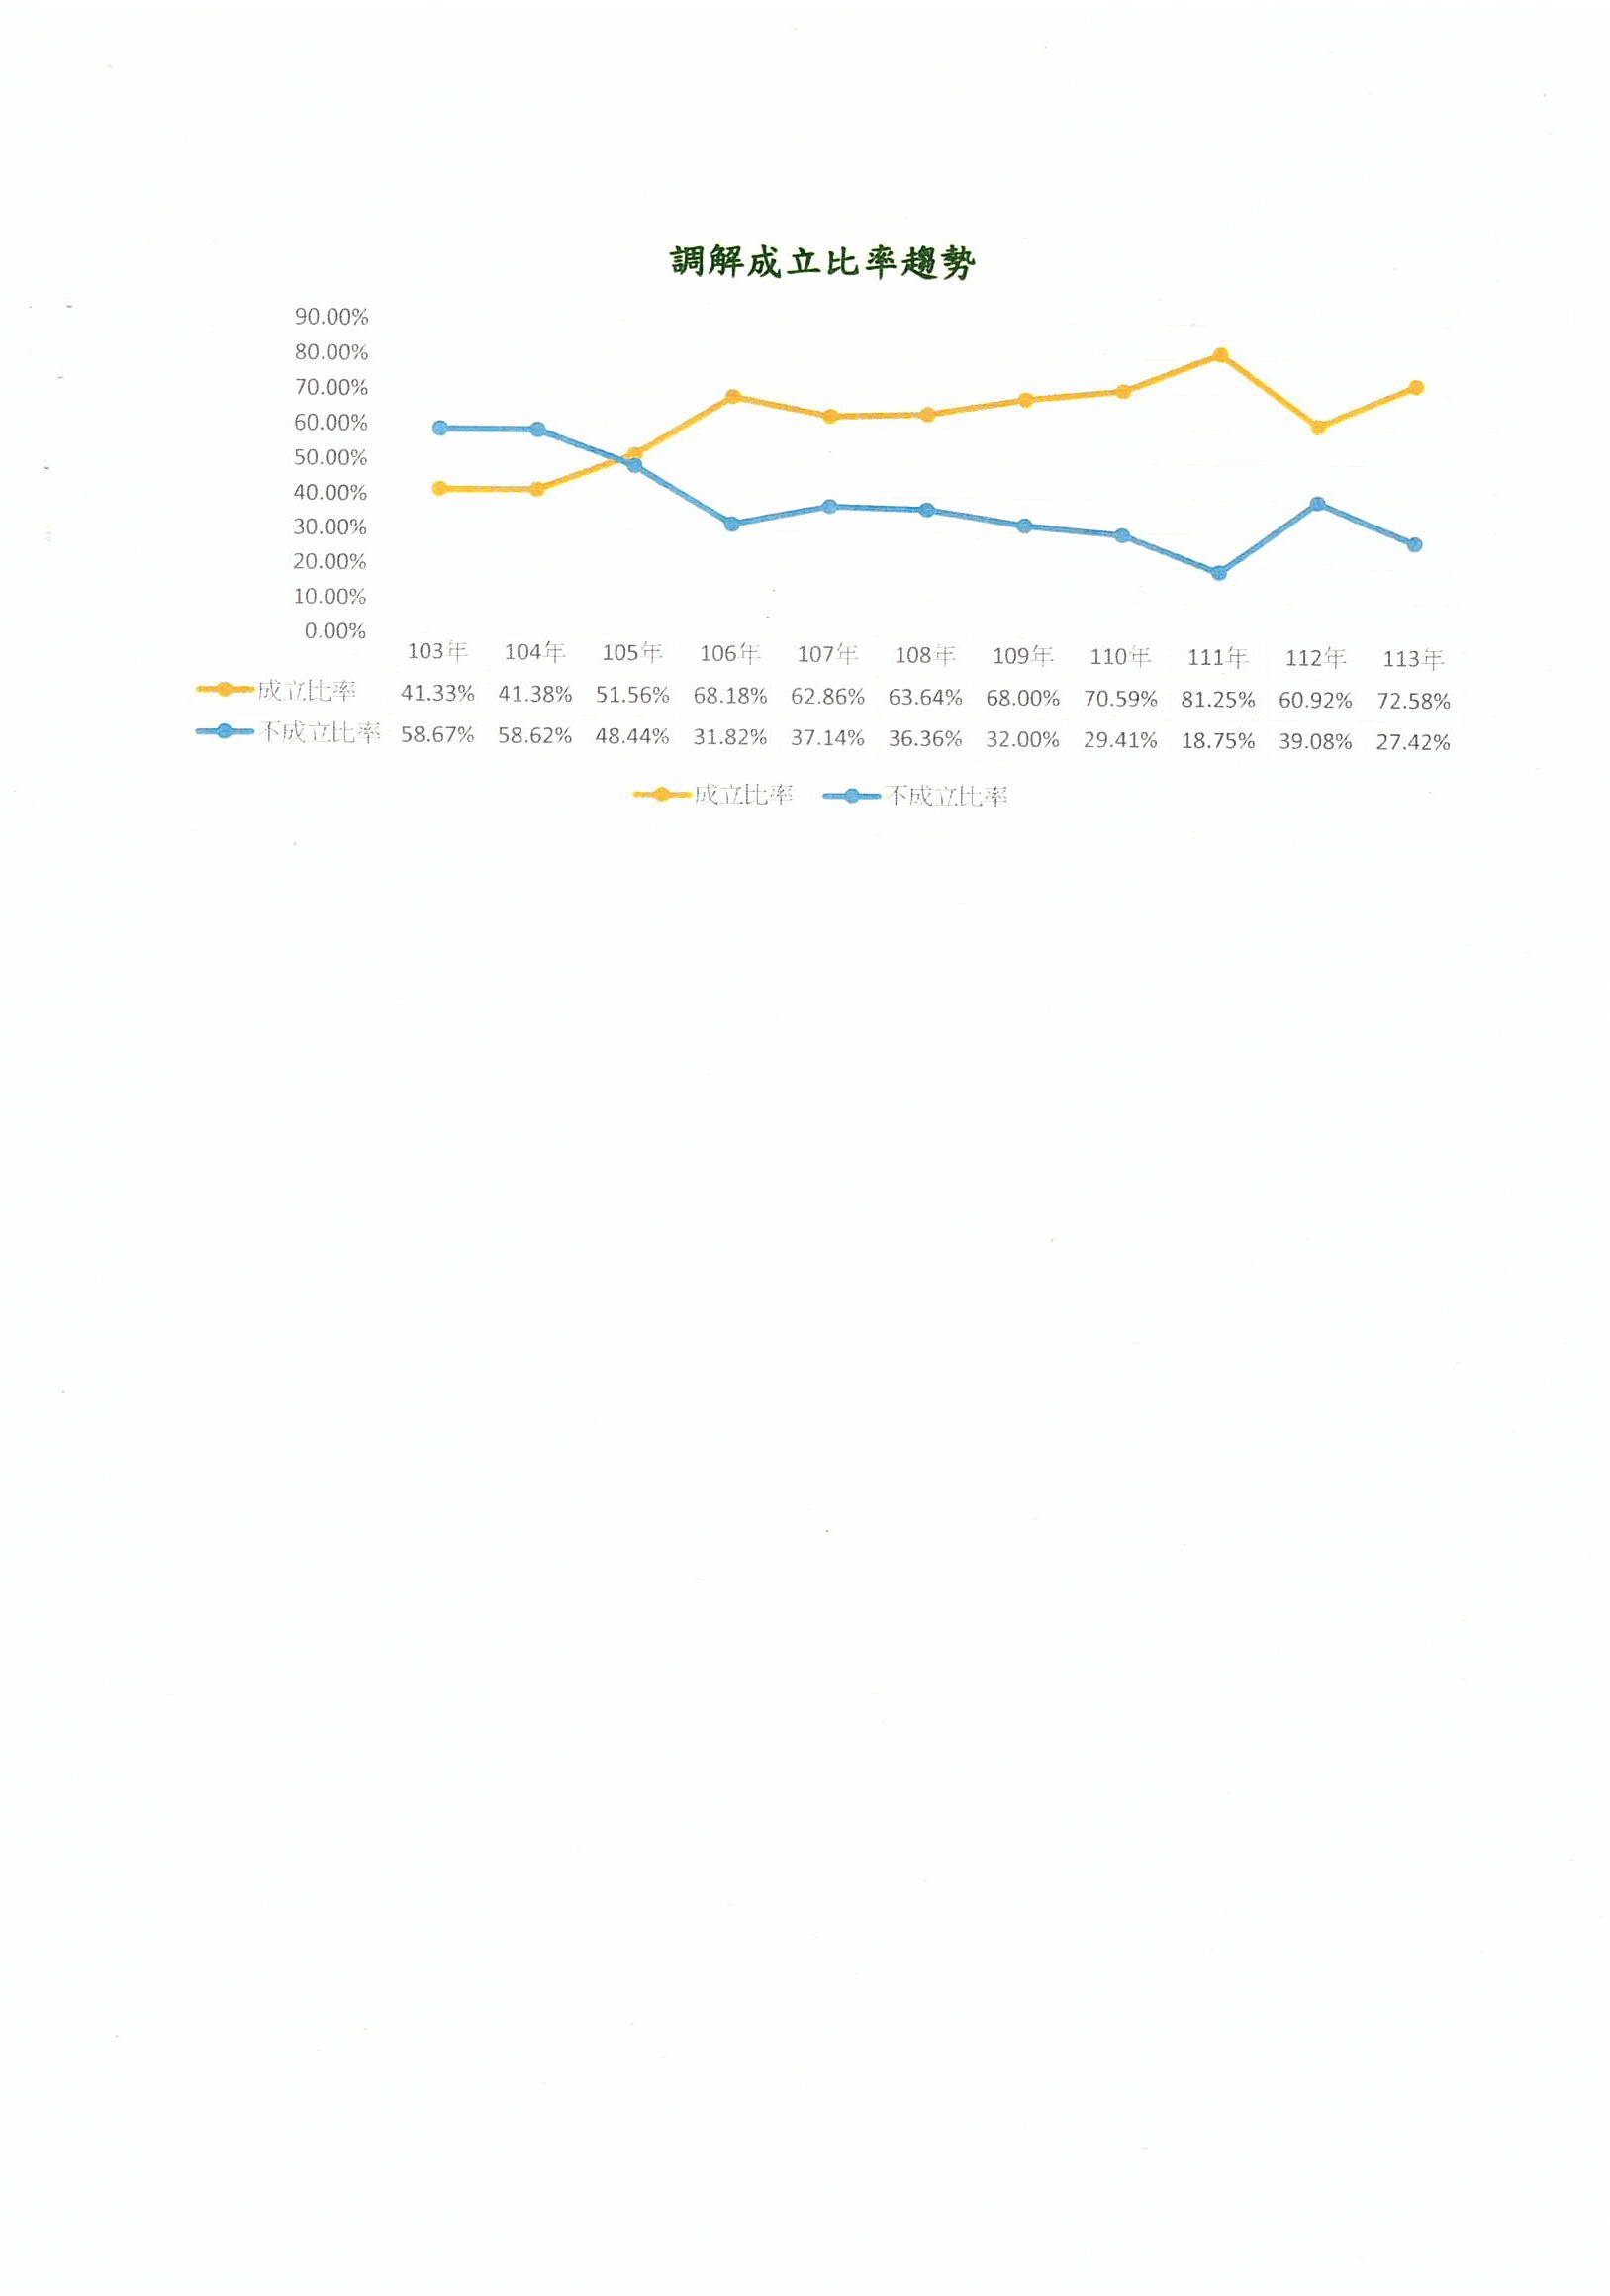 調解成立比率趨勢
90.00%
80.00%
70.00%
60.00%
50.00%
40.00%
30.00%
20.00%
10.00%
0.00%
103年 104年 105年 106年 107年 108年 109年 110年 111年 112年 113年
成立比率 41.33% 41.38% 51.56% 68.18% 62.86% 63.64% 68.00% 70.59% 81.25% 60.92% 72.58%
不成立比率 58.67% 58.62% 48.44% 31.82% 37.14% 36.36% 32.00% 29.41% 18.75% 39.08% 27.42%
成立比率 不成立比率